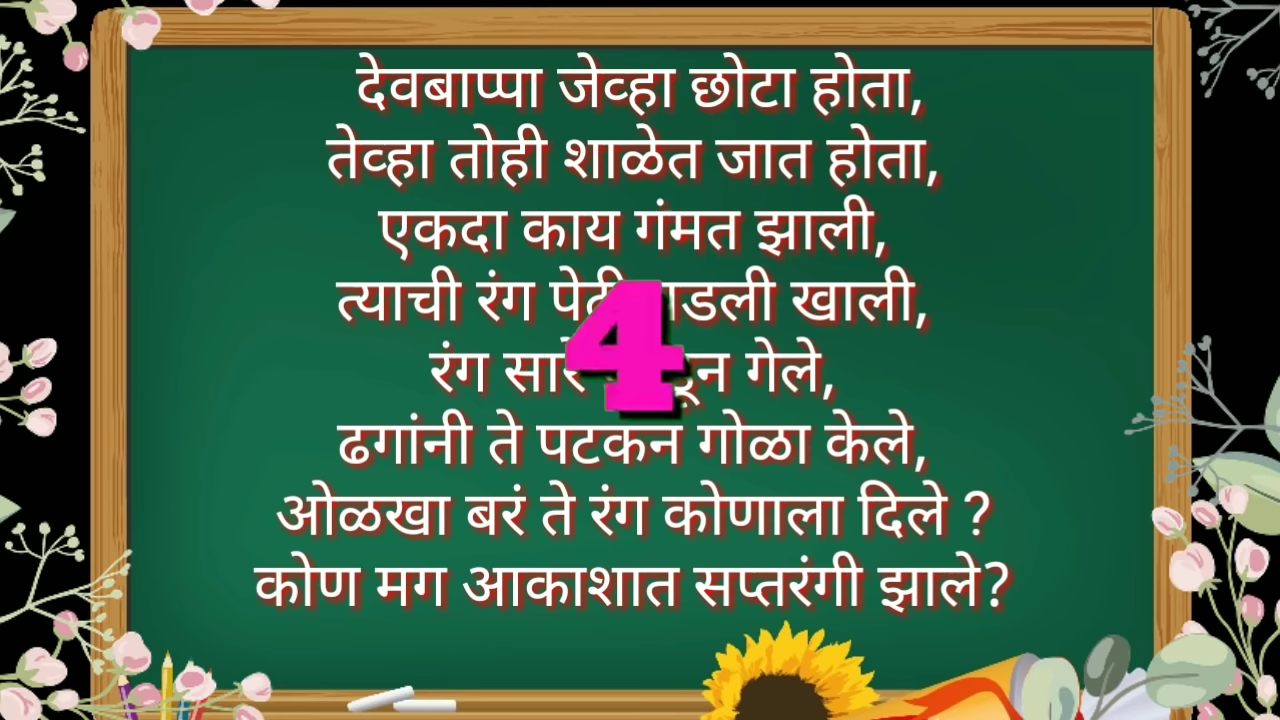 देवबाप्पा जेव्हा छोटा होता,
तेव्हा तोही शाळेत जात होता,
एकदा काय गंमत झाली,
त्याची रंग खाली,
रंग गेले,
4
ढगांनी ते पटकन गोळा केले,
ओळखा बरं ते रंग कोणाला दिले ?
कोण मग आकाशात सप्तरंगी झाले?